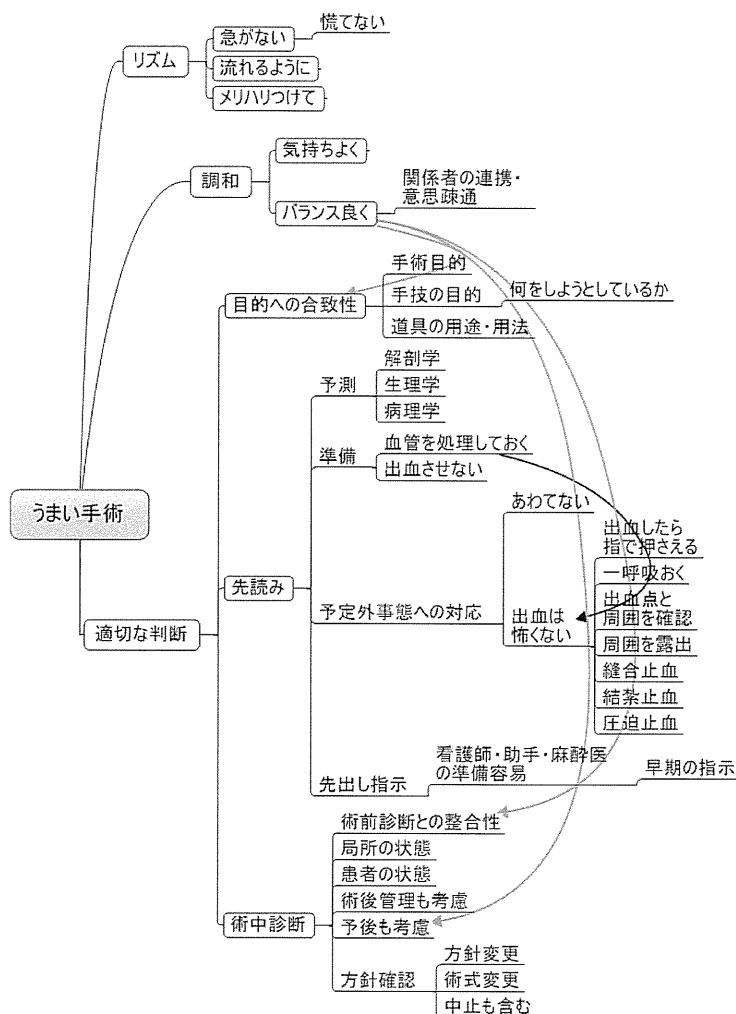 慌てない
急がない
リズム
流れるように
メリハリつけて
気持ちよく
調和
関係者の連携・
意思疎通
バランス良く
手術目的
目的への合致性
手技の目的
何をしようとしているか
道具の用途・用法
解剖学
予測
生理学
病理学
血管を処理しておく
準備
出血させない
うまい手術
あわてない
出血したら
指で押さえる
一呼吸おく
先読み
出血点と
周囲を確認
予定外事態への対応
出血は
怖くない
適切な判断
周囲を露出
縫合止血
結紮止血
圧迫止血
看護師・助手・麻酔医
の準備容易
先出し指示
早期の指示
術前診断との整合性
局所の状態
患者の状態
術後管理も考慮
術中診断
予後も考慮
方針変更
方針確認
術式変更
中止も含む